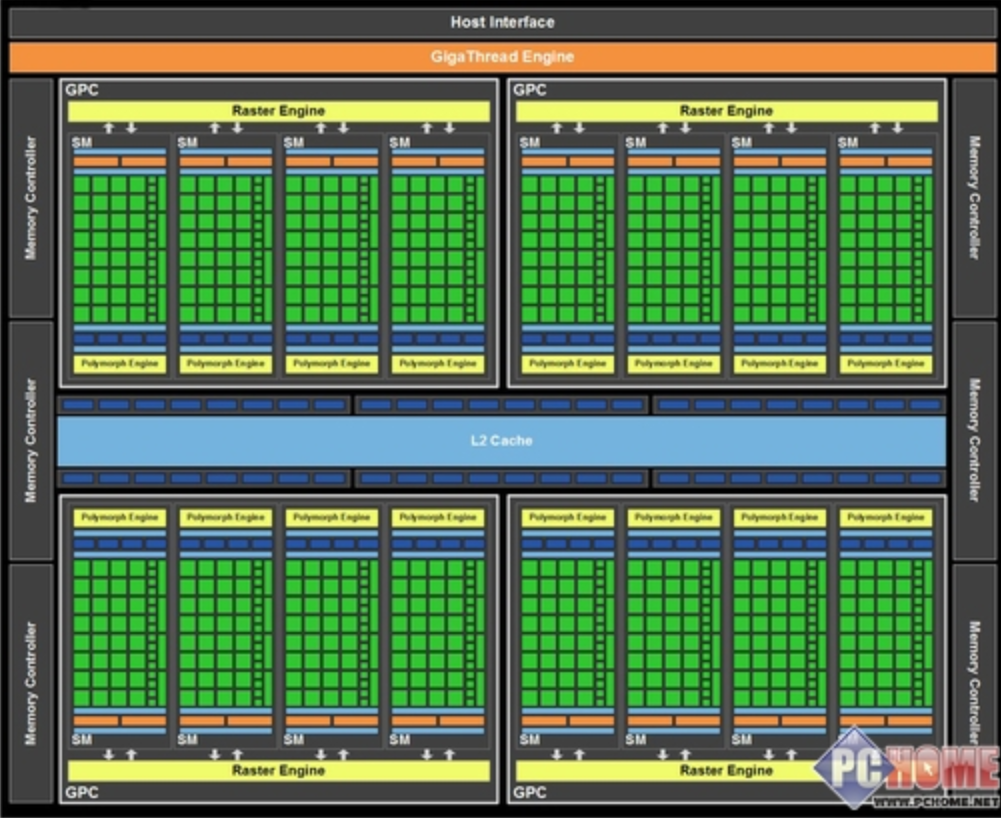 Host Interface
GigaThread Engine
GPC
GPC
Raster Engine
Raster Engine
SM SM SM SM SM SM SM SM
Memory Controller
Memory Controller
Polymorph Engine Polymorph Engine Polymorph Engine Polymorph Engine Polymorph Engine Polymorph Engine Polymorph Engine Polymorph Engine
Memory Controller
L2 Cache
Memory Controller
Polymorph Engine Polymorph Engine Polymorph Engine Polymorph Engine Polymorph Engine Polymorph Engine Polymorph Engine Polymorph Engine
Memory Controller
Memory Controller
SM SM SM SM SM SM SM SM
Raster Engine
Raster Engine
GPC
GPC
PCHOME
WWW.PCHOME.NET